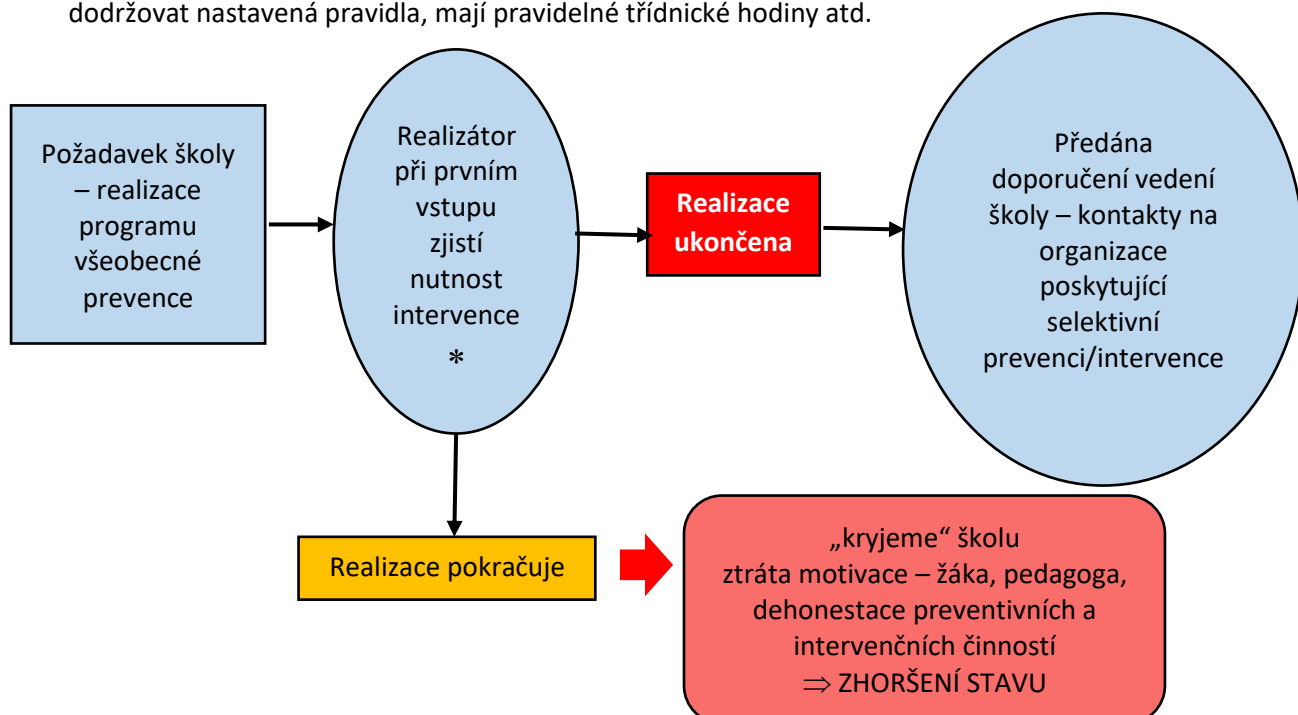 dodržovat nastavená pravidla, mají pravidelné třídnické hodiny atd.
Požadavek školy
– realizace
programu
všeobecné
prevence
Realizátor
při prvním
vstupu
zjistí
nutnost
intervence
*
Realizace
ukončena
Předána
doporučení vedení
školy – kontakty na
organizace
poskytující
selektivní
prevenci/intervence
Realizace pokračuje
„kryjeme“ školu
ztráta motivace – žáka, pedagoga,
dehonestace preventivních a
intervenčních činností
⇒ ZHORŠENÍ STAVU